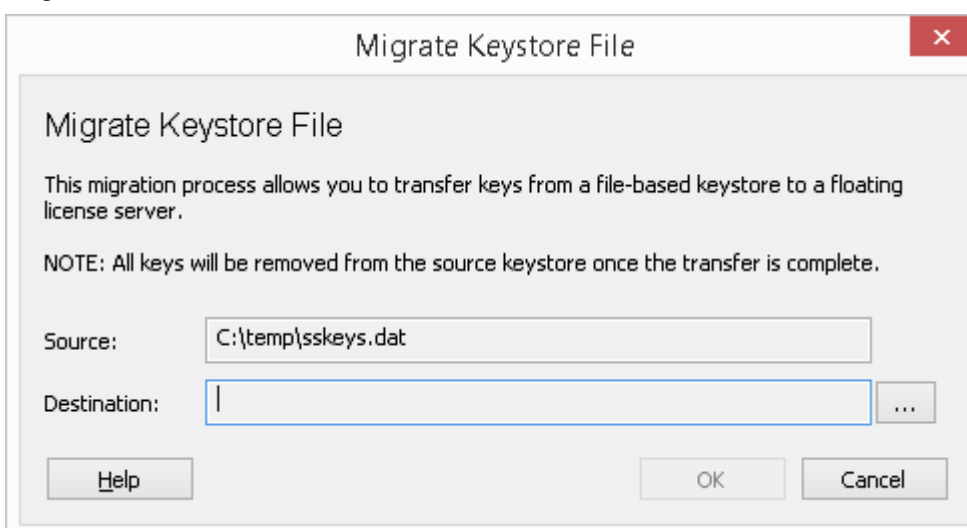 Migrate Keystore File
Migrate Keystore File
This migration process allows you to transfer keys from a file-based keystore to a floating
license server.
NOTE: All keys will be removed from the source keystore once the transfer is complete.
Source: C:\temp\sskeys.dat
Destination: ...
Help OK Cancel